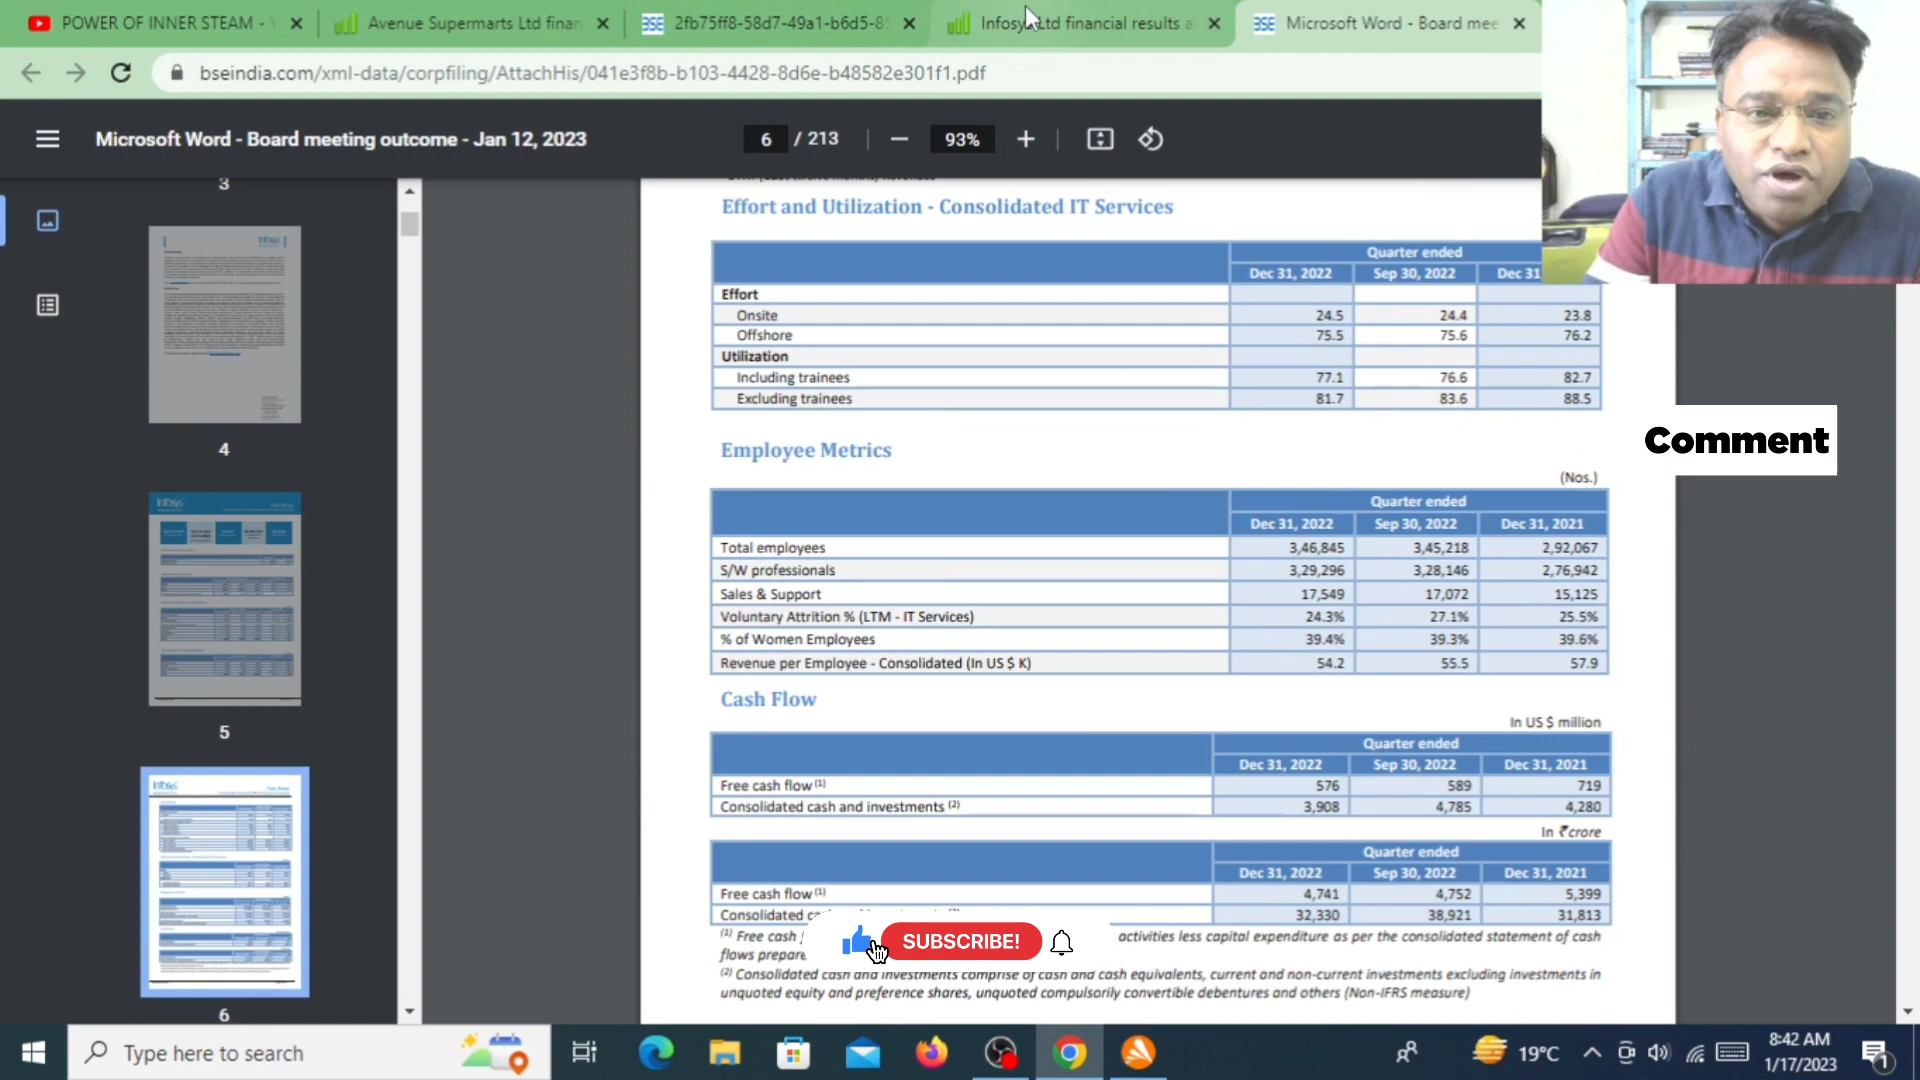 POWER OF INNER STEAM -
Avenue Supermarts Ltd finan
BSE
2fb75ff8-58d7-49a1-b6d5-8
Infosy Ltd financial results a
BSE
Microsoft Word - Board mee
bseindia.com/xml-data/corpfiling/AttachHis/041e3f8b-b103-4428-8d6e-b48582e301f1.pdf
Microsoft Word - Board meeting outcome - Jan 12, 2023
6 / 213
93%
3
4
5
6
Effort and Utilization - Consolidated IT Services
Quarter ended
Dec 31, 2022 Sep 30, 2022 Dec 31
Effort
Onsite 24.5 24.4 23.8
Offshore 75.5 75.6 76.2
Utilization
Including trainees 77.1 76.6 82.7
Excluding trainees 81.7 83.6 88.5
Comment
Employee Metrics
(Nos.)
Quarter ended
Dec 31, 2022 Sep 30, 2022 Dec 31, 2021
Total employees 3,46,845 3,45,218 2,92,067
S/W professionals 3,29,296 3,28,146 2,76,942
Sales & Support 17,549 17,072 15,125
Voluntary Attrition % (LTM - IT Services) 24.3% 27.1% 25.5%
% of Women Employees 39.4% 39.3% 39.6%
Revenue per Employee - Consolidated (In US $ K) 54.2 55.5 57.9
Cash Flow
In US $ million
Quarter ended
Dec 31, 2022 Sep 30, 2022 Dec 31, 2021
Free cash flow (1) 576 589 719
Consolidated cash and investments (2) 3,908 4,785 4,280
In ₹ crore
Quarter ended
Dec 31, 2022 Sep 30, 2022 Dec 31, 2021
Free cash flow (1) 4,741 4,752 5,399
Consolidated c 32,330 38,921 31,813
(1) Free cash activities less capital expenditure as per the consolidated statement of cash
flows prepare
SUBSCRIBE!
(2) Consolidated cash and investments comprise of cash and cash equivalents, current and non-current investments excluding investments in
unquoted equity and preference shares, unquoted compulsorily convertible debentures and others (Non-IFRS measure)
Type here to search
19°C
8:42 AM
1/17/2023
1